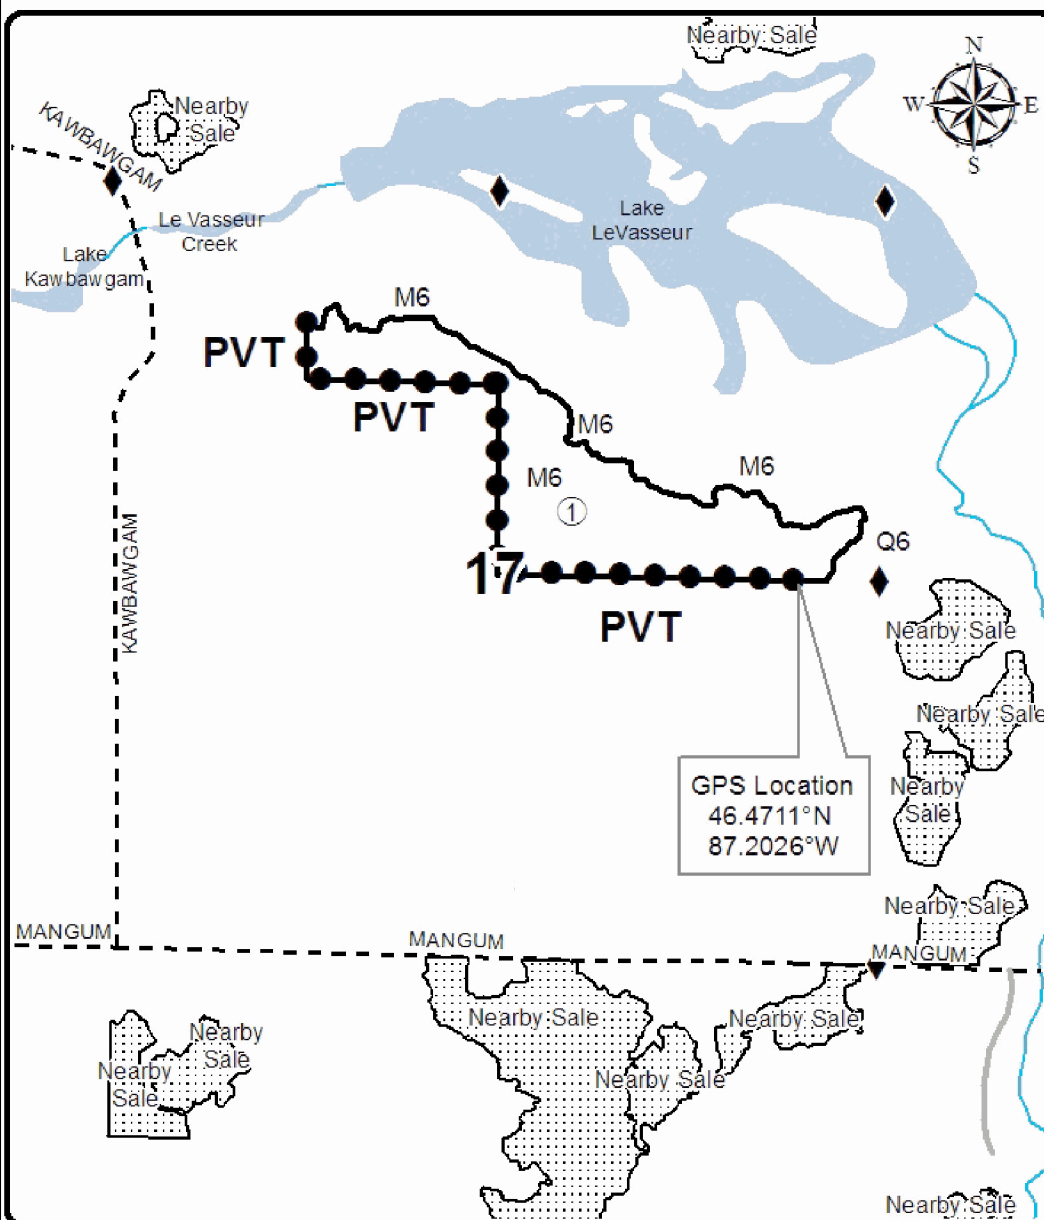 Nearby Sale
N
W
E
S
Nearby
Sale
KAWBAWGAM
Le Vasseur
Creek
Lake
LeVasseur
Lake
Kawbawgam
M6
PVT
PVT
M6
M6
M6
1
KAWBAWGAM
Q6
17
PVT
Nearby Sale
Nearby Sale
GPS Location
46.4711°N
87.2026°W
Nearby
Sale
Nearby Sale
MANGUM
MANGUM
MANGUM
Nearby Sale
Nearby Sale
Nearby
Sale
Nearby
Sale
Nearby Sale
Nearby Sale